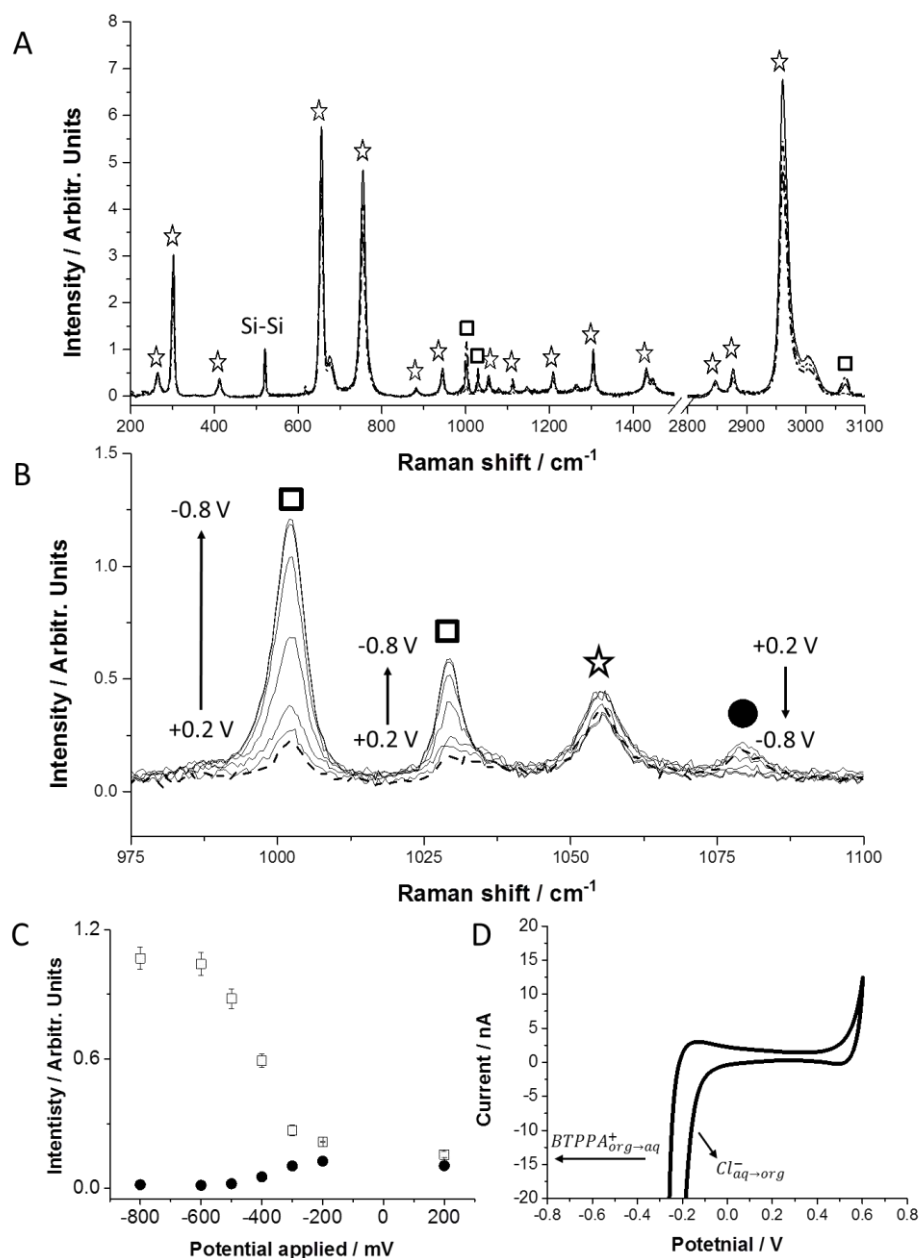 A
Intensity / Arbitr. Units
8
7
6
5
4
3
2
1
0
Si-Si
200 400 600 800 1000 1200 1400 2800 2900 3000 3100
Raman shift / cm⁻¹
B
Intensity / Arbitr. Units
1.5
1.0
0.5
0.0
-0.8 V
+0.2 V
-0.8 V
+0.2 V
+0.2 V
-0.8 V
975 1000 1025 1050 1075 1100
Raman shift / cm⁻¹
C
Intentisty / Arbitr. Units
1.2
0.6
0.0
-800 -600 -400 -200 0 200
Potential applied / mV
D
Current / nA
20
15
10
5
0
-5
-10
-15
-20
BTPPA⁺org→aq
Cl⁻aq→org
-0.8 -0.6 -0.4 -0.2 0.0 0.2 0.4 0.6 0.8
Potetnial / V